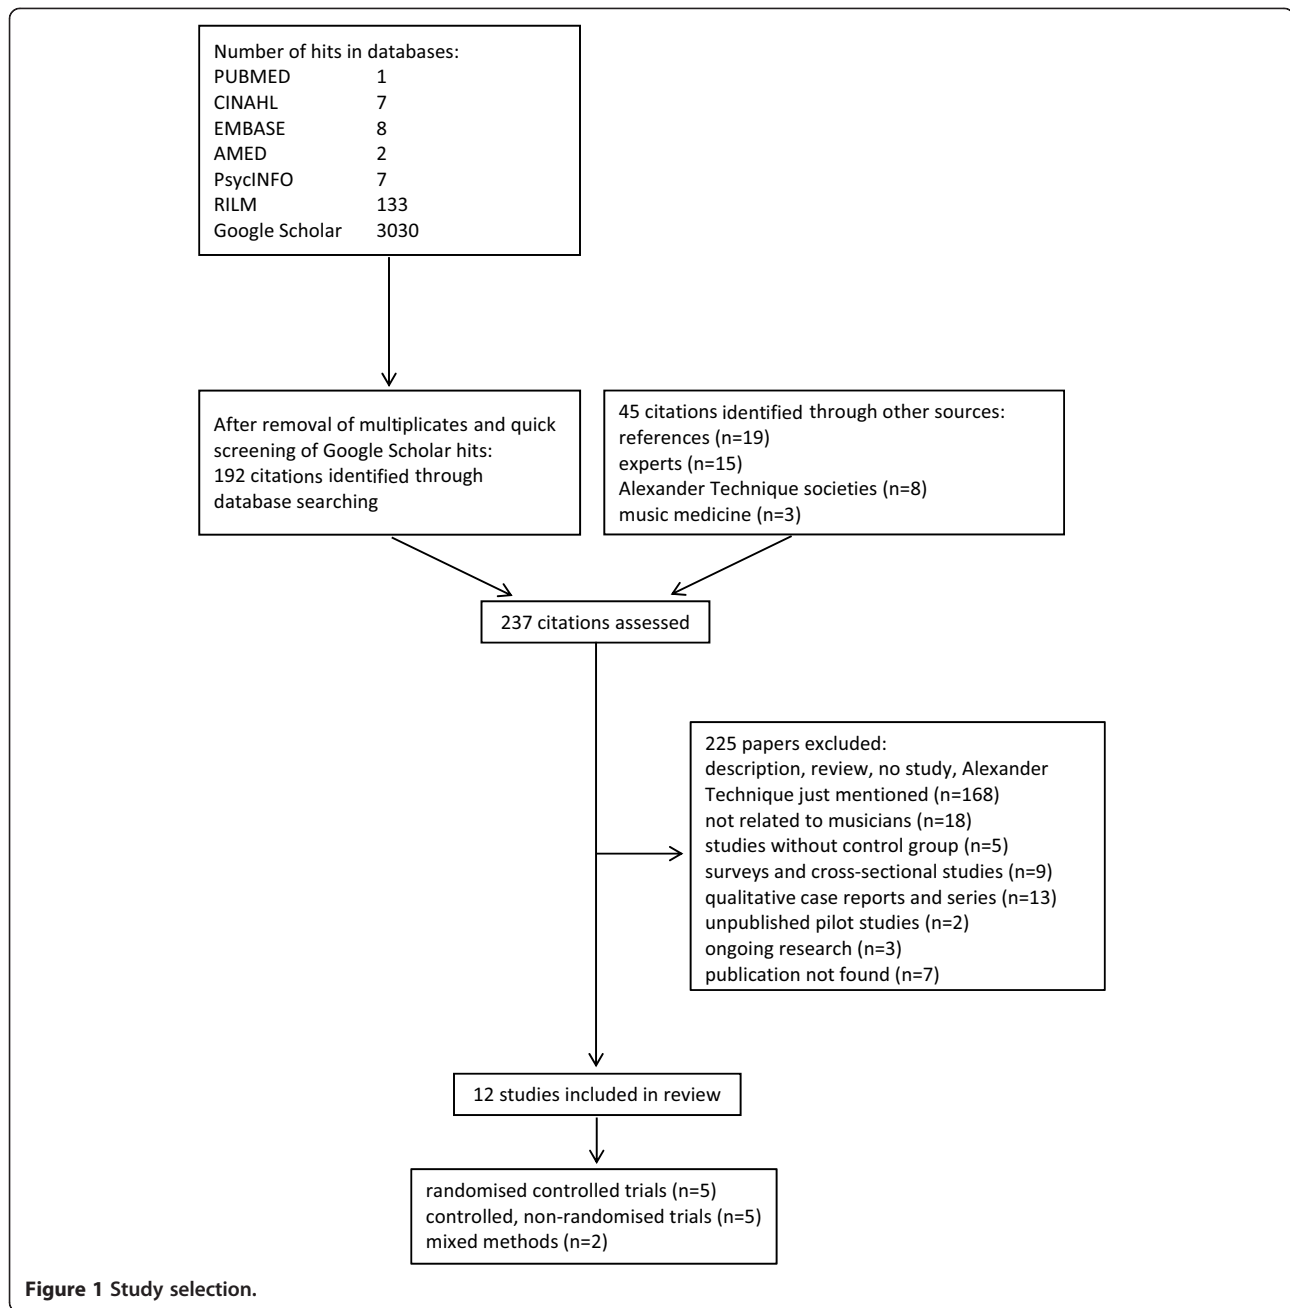 Number of hits in databases:
PUBMED 1
CINAHL 7
EMBASE 8
AMED 2
PsycINFO 7
RILM 133
Google Scholar 3030
After removal of multiplicates and quick
screening of Google Scholar hits:
192 citations identified through
database searching
45 citations identified through other sources:
references (n=19)
experts (n=15)
Alexander Technique societies (n=8)
music medicine (n=3)
237 citations assessed
225 papers excluded:
description, review, no study, Alexander
Technique just mentioned (n=168)
not related to musicians (n=18)
studies without control group (n=5)
surveys and cross-sectional studies (n=9)
qualitative case reports and series (n=13)
unpublished pilot studies (n=2)
ongoing research (n=3)
publication not found (n=7)
12 studies included in review
randomised controlled trials (n=5)
controlled, non-randomised trials (n=5)
mixed methods (n=2)
Figure 1 Study selection.